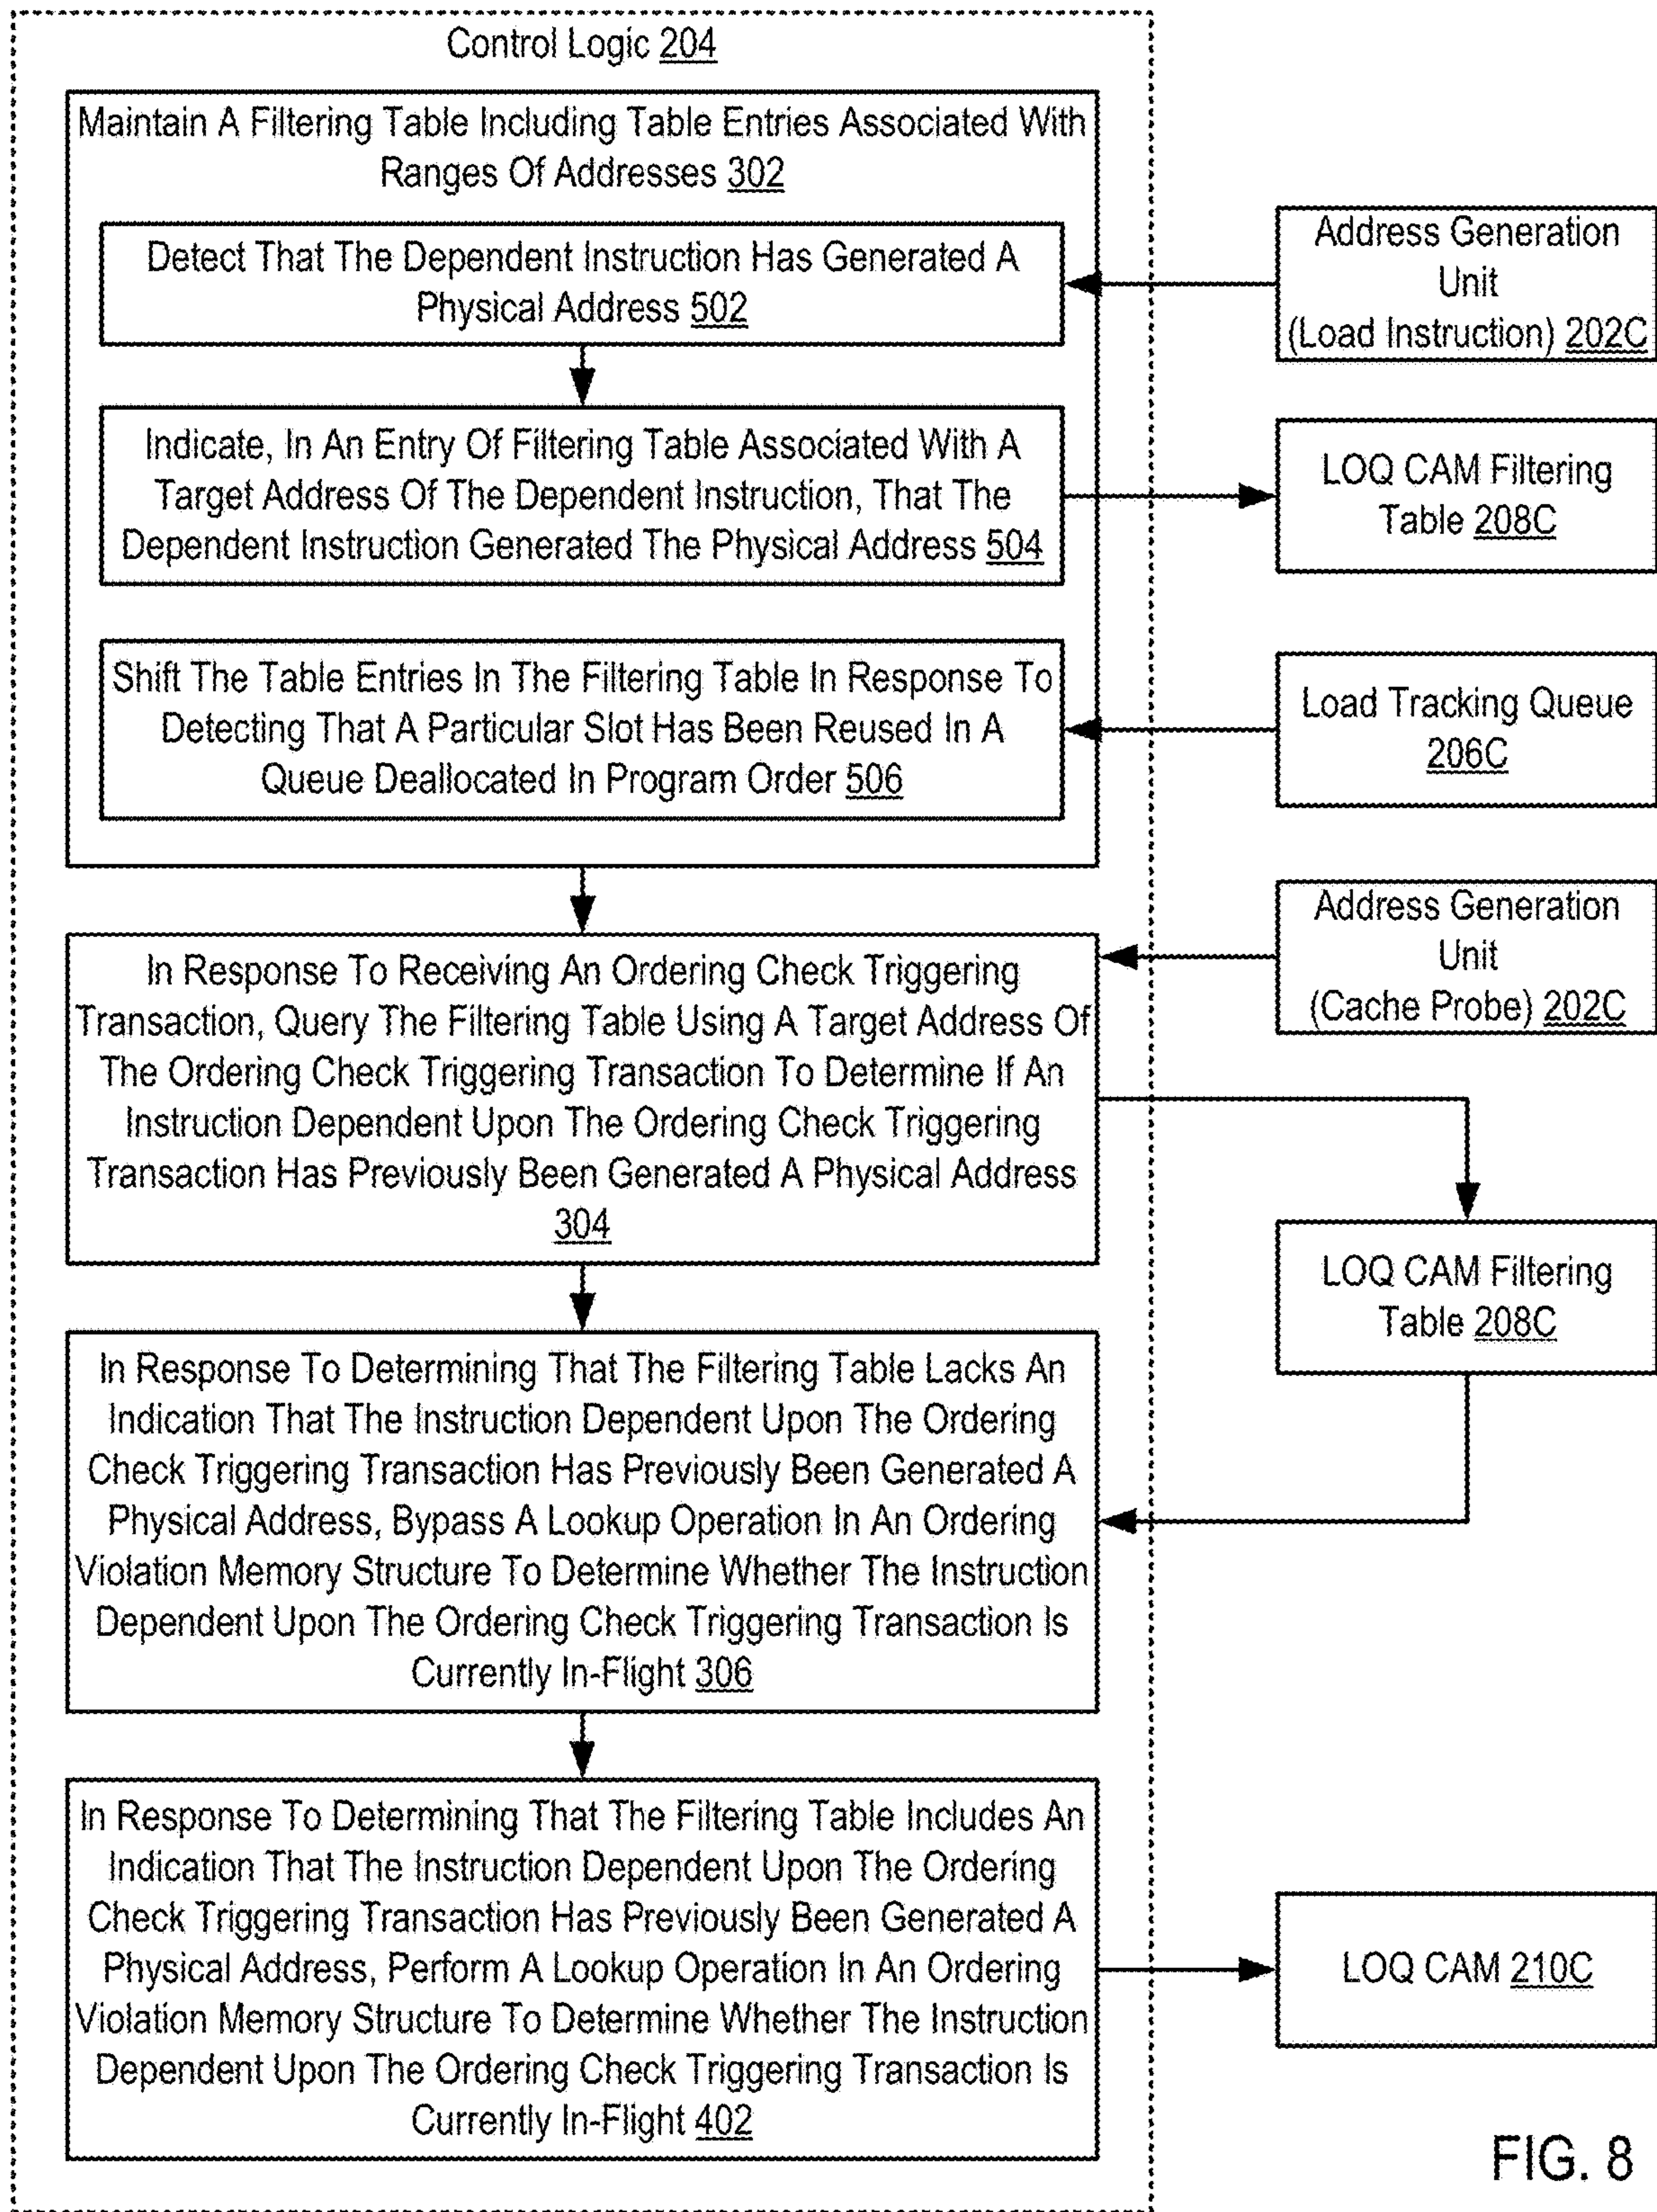 Control Logic 204
Maintain A Filtering Table Including Table Entries Associated With
Ranges Of Addresses 302
Detect That The Dependent Instruction Has Generated A
Physical Address 502
Address Generation
Unit
(Load Instruction) 202C
Indicate, In An Entry Of Filtering Table Associated With A
Target Address Of The Dependent Instruction, That The
Dependent Instruction Generated The Physical Address 504
LOQ CAM Filtering
Table 208C
Shift The Table Entries In The Filtering Table In Response To
Detecting That A Particular Slot Has Been Reused In A
Queue Deallocated In Program Order 506
Load Tracking Queue
206C
Address Generation
Unit
(Cache Probe) 202C
In Response To Receiving An Ordering Check Triggering
Transaction, Query The Filtering Table Using A Target Address Of
The Ordering Check Triggering Transaction To Determine If An
Instruction Dependent Upon The Ordering Check Triggering
Transaction Has Previously Been Generated A Physical Address
304
LOQ CAM Filtering
Table 208C
In Response To Determining That The Filtering Table Lacks An
Indication That The Instruction Dependent Upon The Ordering
Check Triggering Transaction Has Previously Been Generated A
Physical Address, Bypass A Lookup Operation In An Ordering
Violation Memory Structure To Determine Whether The Instruction
Dependent Upon The Ordering Check Triggering Transaction Is
Currently In-Flight 306
In Response To Determining That The Filtering Table Includes An
Indication That The Instruction Dependent Upon The Ordering
Check Triggering Transaction Has Previously Been Generated A
Physical Address, Perform A Lookup Operation In An Ordering
Violation Memory Structure To Determine Whether The Instruction
Dependent Upon The Ordering Check Triggering Transaction Is
Currently In-Flight 402
LOQ CAM 210C
FIG. 8